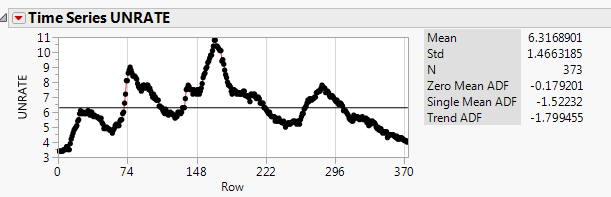 Time Series UNRATE
11
10
9
8
7
6
5
4
3
UNRATE
0 74 148 222 296 370
Row
Mean 6.3168901
Std 1.4663185
N 373
Zero Mean ADF -0.179201
Single Mean ADF -1.52232
Trend ADF -1.799455